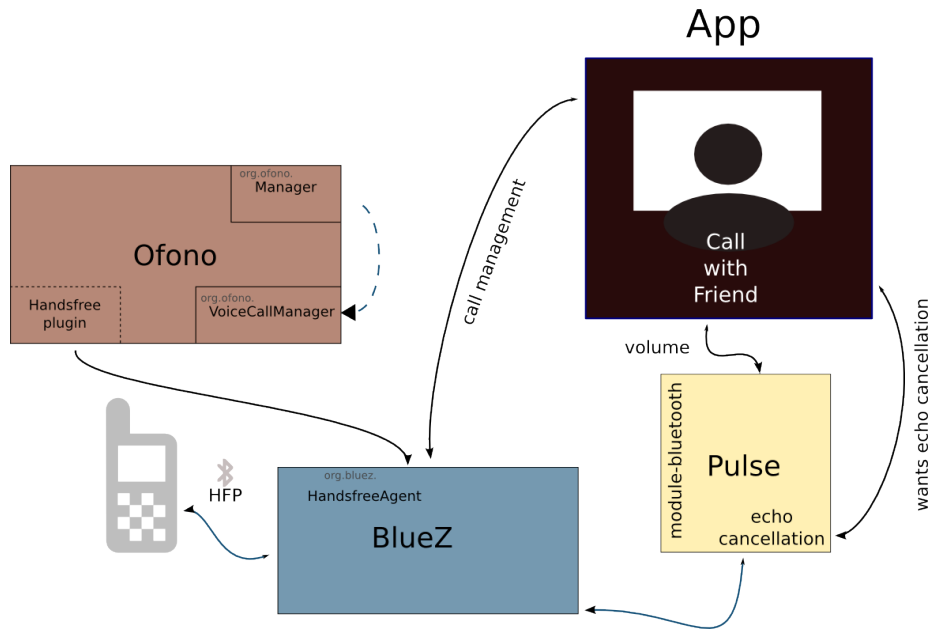 App
org.ofono.
Manager
Ofono
Handsfree
plugin
org.ofono.
VoiceCallManager
call management
Call
with
Friend
volume
wants echo cancellation
module-bluetooth
Pulse
echo
cancellation
HFP
org.bluez.
HandsfreeAgent
BlueZ